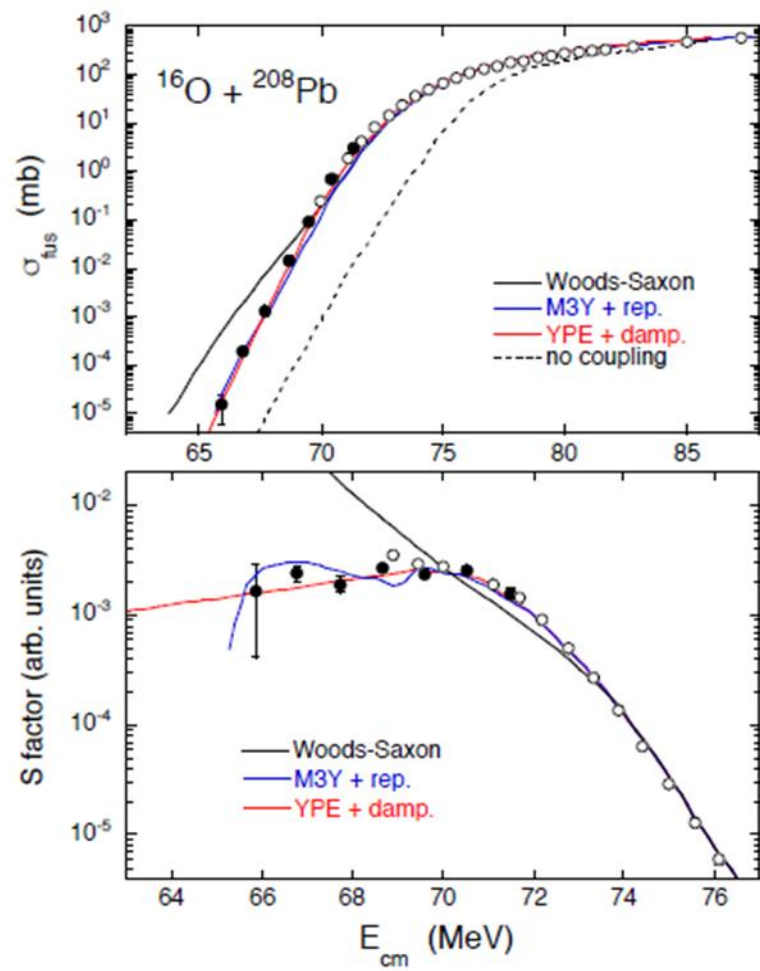 10³
10²
10¹
10⁰
10⁻¹
10⁻²
10⁻³
10⁻⁴
10⁻⁵
σfus (mb)
¹⁶O + ²⁰⁸Pb
Woods-Saxon
M3Y + rep.
YPE + damp.
no coupling
65 70 75 80 85
10⁻²
10⁻³
10⁻⁴
10⁻⁵
S factor (arb. units)
Woods-Saxon
M3Y + rep.
YPE + damp.
64 66 68 70 72 74 76
Ecm (MeV)